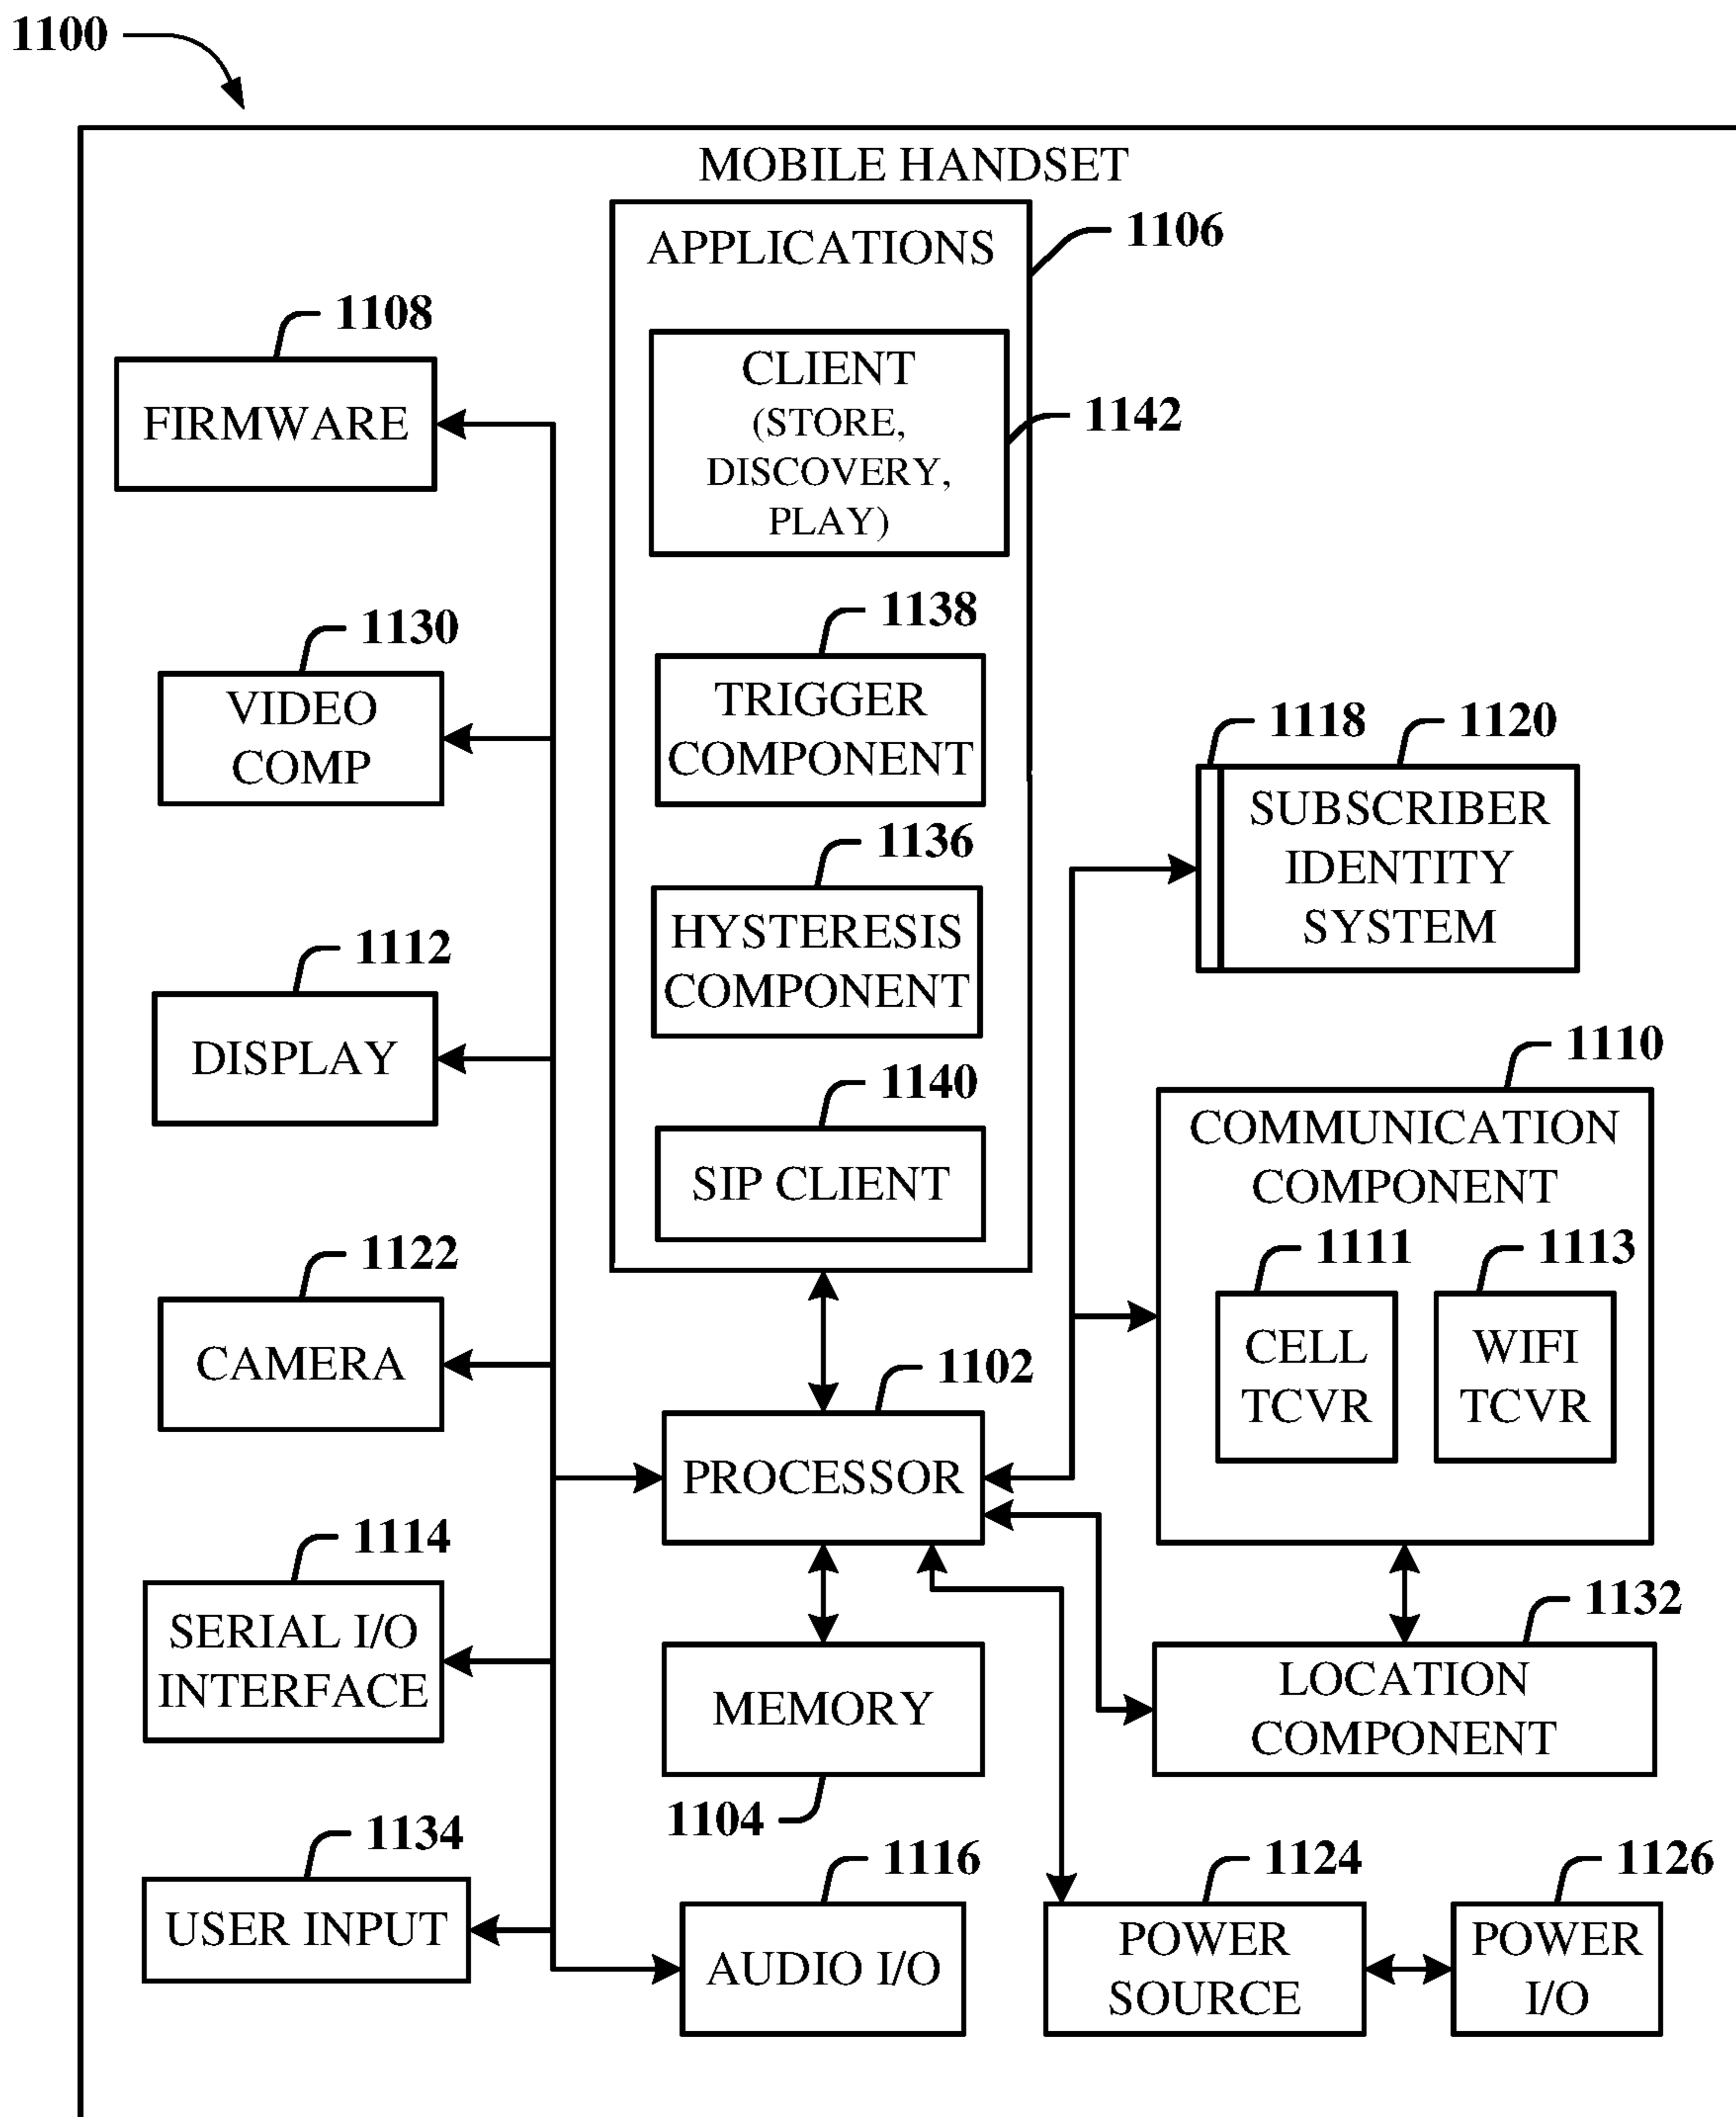 1100
MOBILE HANDSET
APPLICATIONS
1106
CLIENT
(STORE,
DISCOVERY,
PLAY)
1142
1138
TRIGGER
COMPONENT
1136
HYSTERESIS
COMPONENT
1140
SIP CLIENT
1108
FIRMWARE
1130
VIDEO
COMP
1112
DISPLAY
1122
CAMERA
1114
SERIAL I/O
INTERFACE
1134
USER INPUT
1102
PROCESSOR
MEMORY
1104
1116
AUDIO I/O
1118
1120
SUBSCRIBER
IDENTITY
SYSTEM
1110
COMMUNICATION
COMPONENT
1111
CELL
TCVR
1113
WIFI
TCVR
1132
LOCATION
COMPONENT
1124
POWER
SOURCE
1126
POWER
I/O